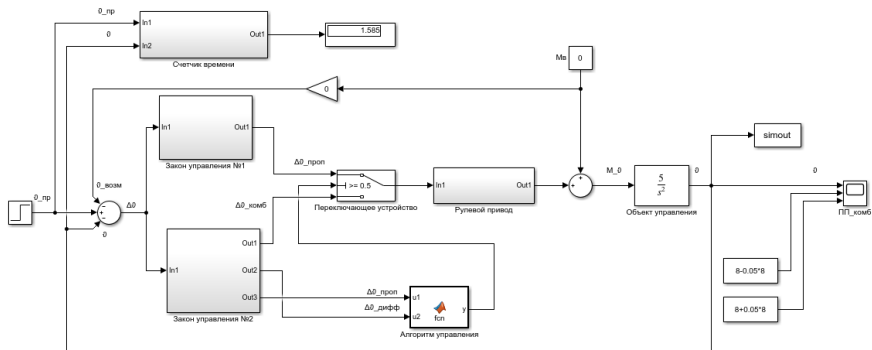 ϑ_пр
In1
ϑ
In2
Out1
Счетчик времени
1.585
Mв
0
0
In1
Out1
Закон управления №1
Δϑ_проп
simout
>= 0.5
Переключающее устройство
In1
Out1
Рулевой привод
+
+
M_ϑ
5
s²
Объект управления
ϑ
ϑ
ПП_комб
ϑ_возм
ϑ_пр
−
+
−
Δϑ
ϑ
Δϑ_комб
In1
Out1
Out2
Out3
Закон управления №2
Δϑ_проп
Δϑ_дифф
u1
u2
fcn
y
Алгоритм управления
8-0.05*8
8+0.05*8